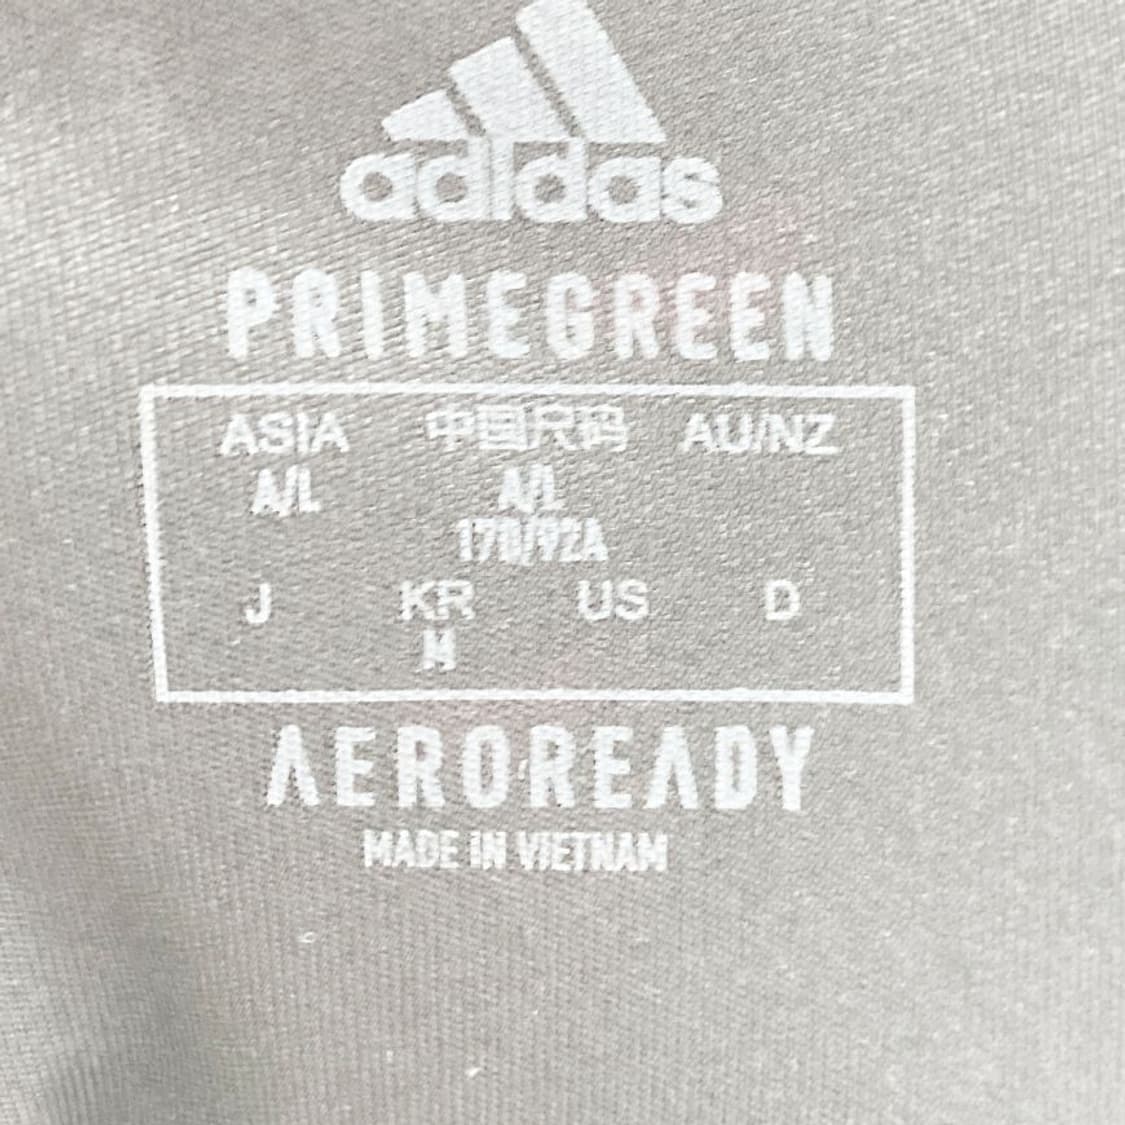 adidas
PRIMEGREEN
ASIA 中国尺码 AU/NZ
A/L A/L
170/92A
J KR US D
M
AEROREADY
MADE IN VIETNAM